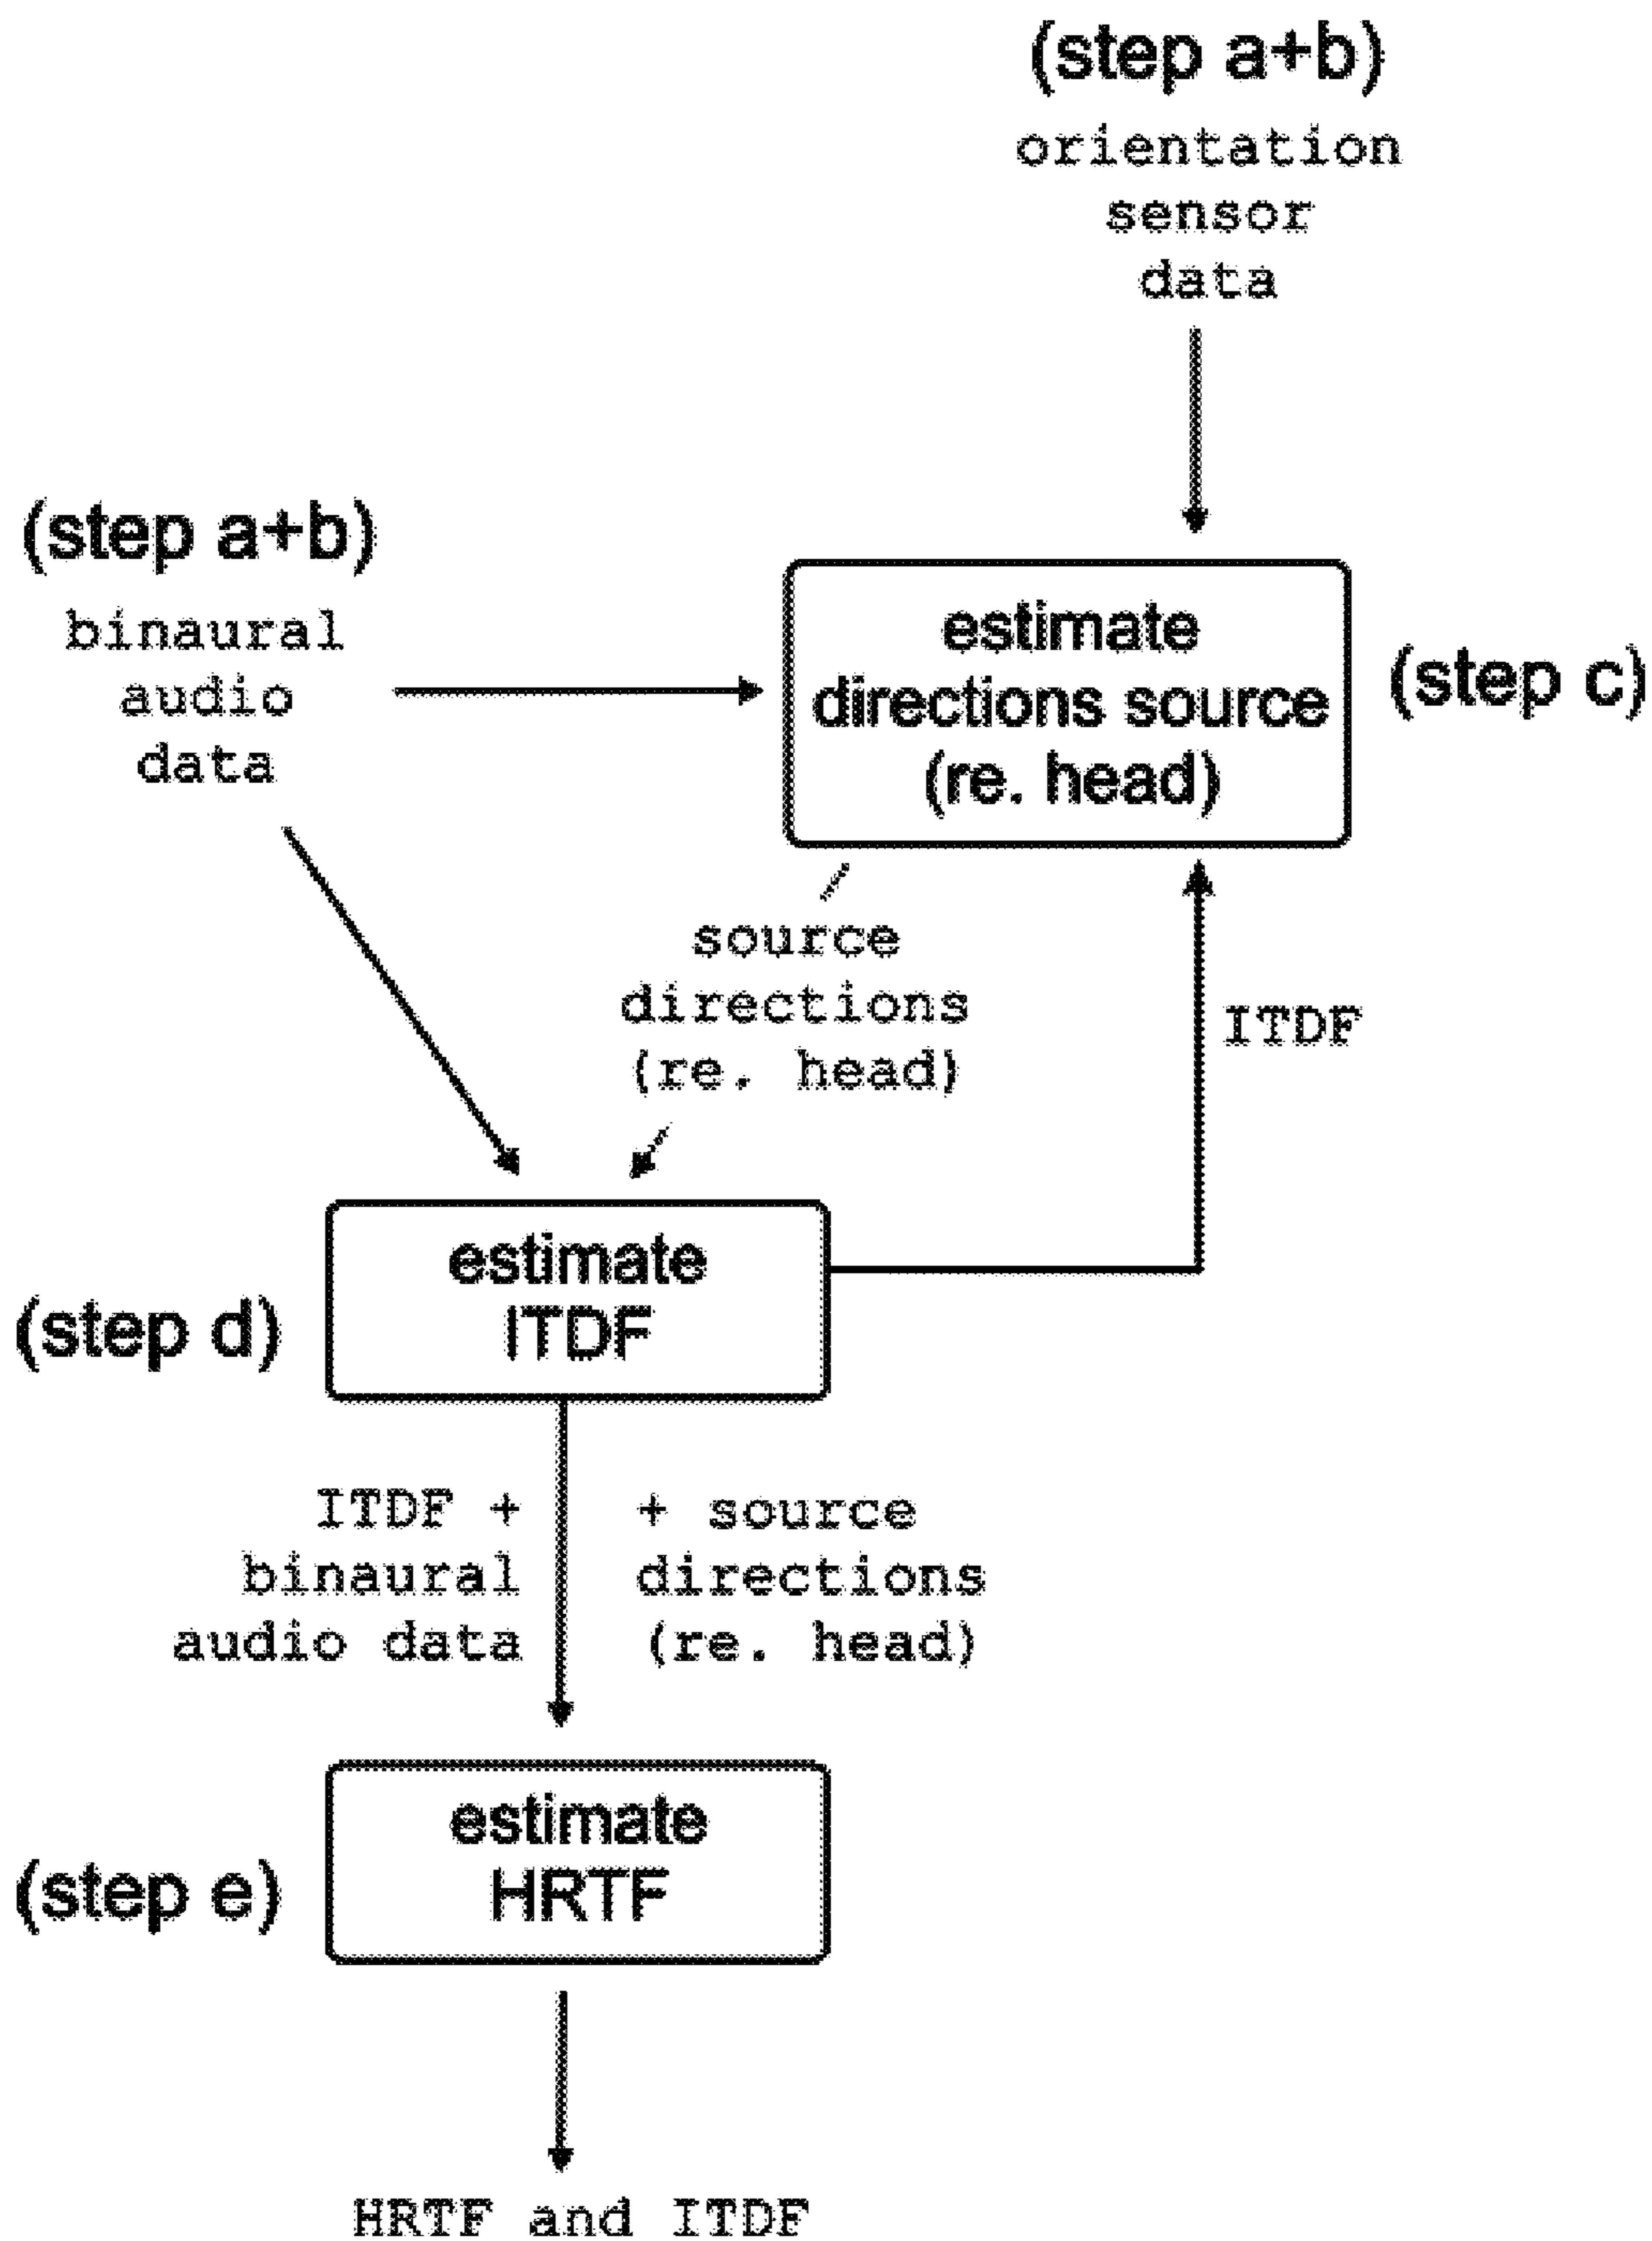 (step a+b)
orientation
sensor
data
(step a+b)
binaural
audio
data
estimate
directions source
(re. head)
(step c)
source
directions
(re. head)
ITDF
estimate
ITDF
(step d)
ITDF +
binaural
audio data
+ source
directions
(re. head)
estimate
HRTF
(step e)
HRTF and ITDF